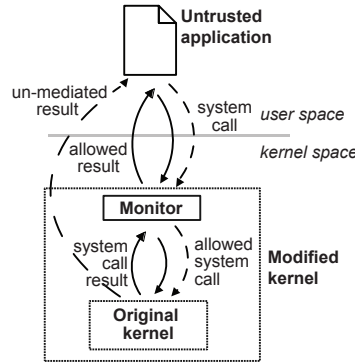 Untrusted
application
un-mediated
result
system
call
user space
kernel space
allowed
result
Monitor
system
call
result
allowed
system
call
Modified
kernel
Original
kernel